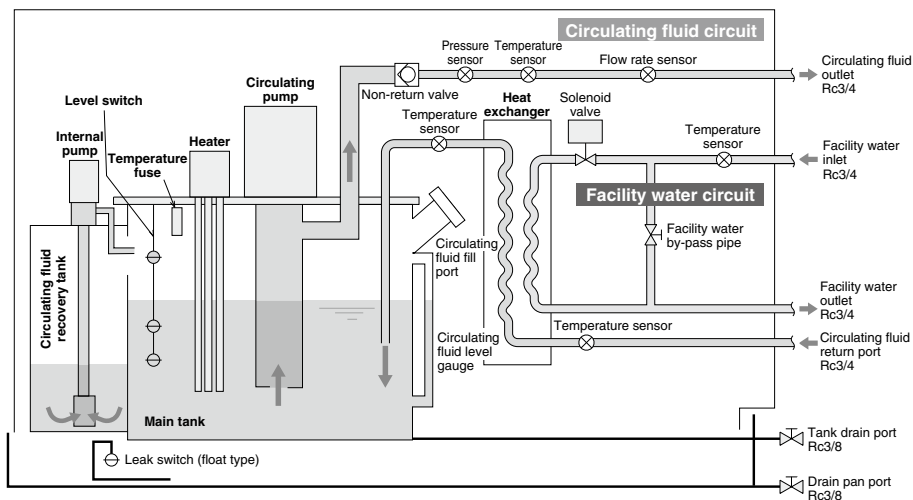 Circulating fluid circuit
Pressure
sensor
Temperature
sensor
Flow rate sensor
Circulating fluid
outlet
Rc3/4
Circulating
pump
Non-return valve
Level switch
Heat
exchanger
Solenoid
valve
Temperature
sensor
Temperature
sensor
Facility water
inlet
Rc3/4
Internal
pump
Heater
Temperature
fuse
Facility water circuit
Facility water
by-pass pipe
Circulating
fluid fill
port
Circulating fluid
recovery tank
Facility water
outlet
Rc3/4
Temperature sensor
Circulating
fluid level
gauge
Circulating fluid
return port
Rc3/4
Main tank
Tank drain port
Rc3/8
Leak switch (float type)
Drain pan port
Rc3/8